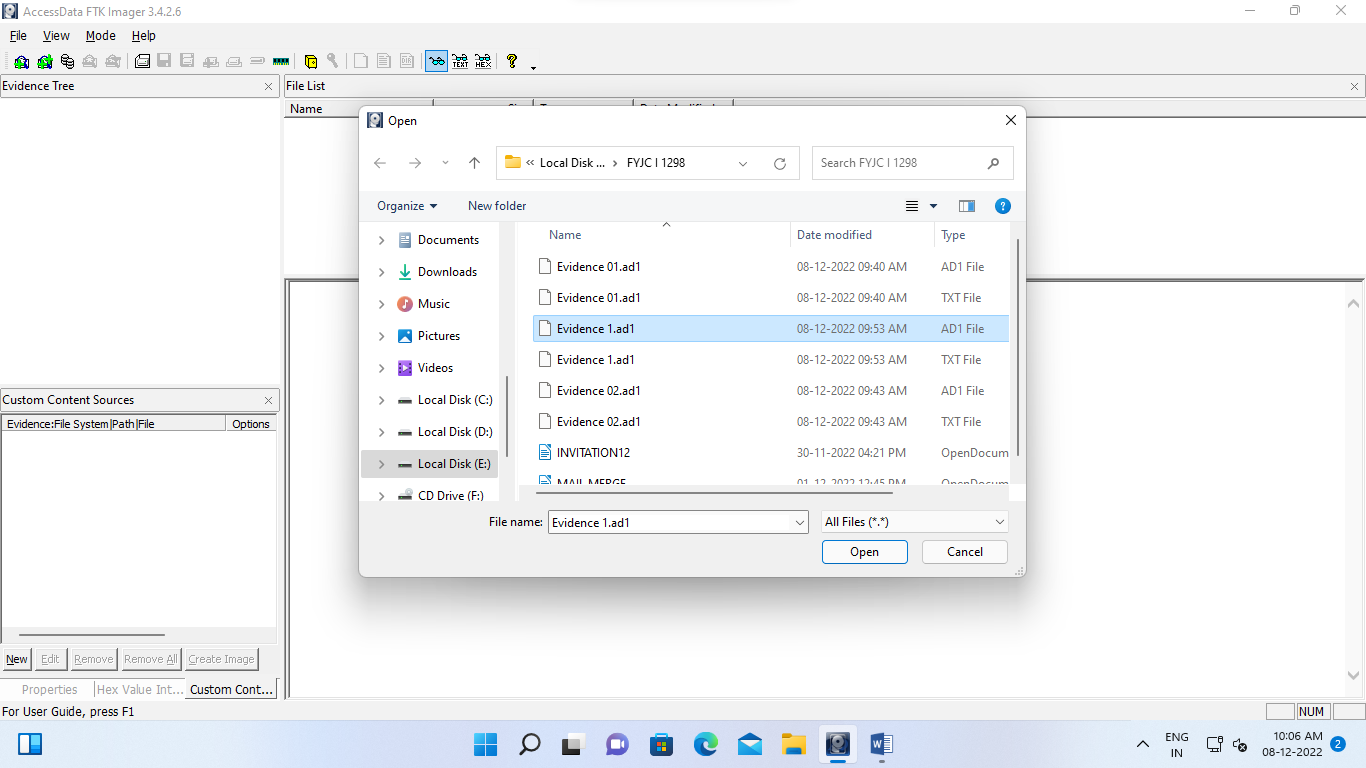 AccessData FTK Imager 3.4.2.6
File View Mode Help
TEXT HEX DIR
Evidence Tree
File List
Name
Open
« Local Disk ... > FYJC I 1298
Search FYJC I 1298
Organize New folder
Name Date modified Type
Documents
Downloads
Music
Pictures
Videos
Local Disk (C:)
Local Disk (D:)
Local Disk (E:)
CD Drive (F:)
Evidence 01.ad1 08-12-2022 09:40 AM AD1 File
Evidence 01.ad1 08-12-2022 09:40 AM TXT File
Evidence 1.ad1 08-12-2022 09:53 AM AD1 File
Evidence 1.ad1 08-12-2022 09:53 AM TXT File
Evidence 02.ad1 08-12-2022 09:43 AM AD1 File
Evidence 02.ad1 08-12-2022 09:43 AM TXT File
INVITATION12 30-11-2022 04:21 PM OpenDocum
MAIL MERGE 01-12-2022 12:45 PM OpenDocum
File name: Evidence 1.ad1 All Files (*.*)
Open Cancel
Custom Content Sources
Evidence:File System|Path|File Options
New Edit Remove Remove All Create Image
Properties Hex Value Int... Custom Cont...
For User Guide, press F1
NUM
ENG
IN
10:06 AM
08-12-2022
2